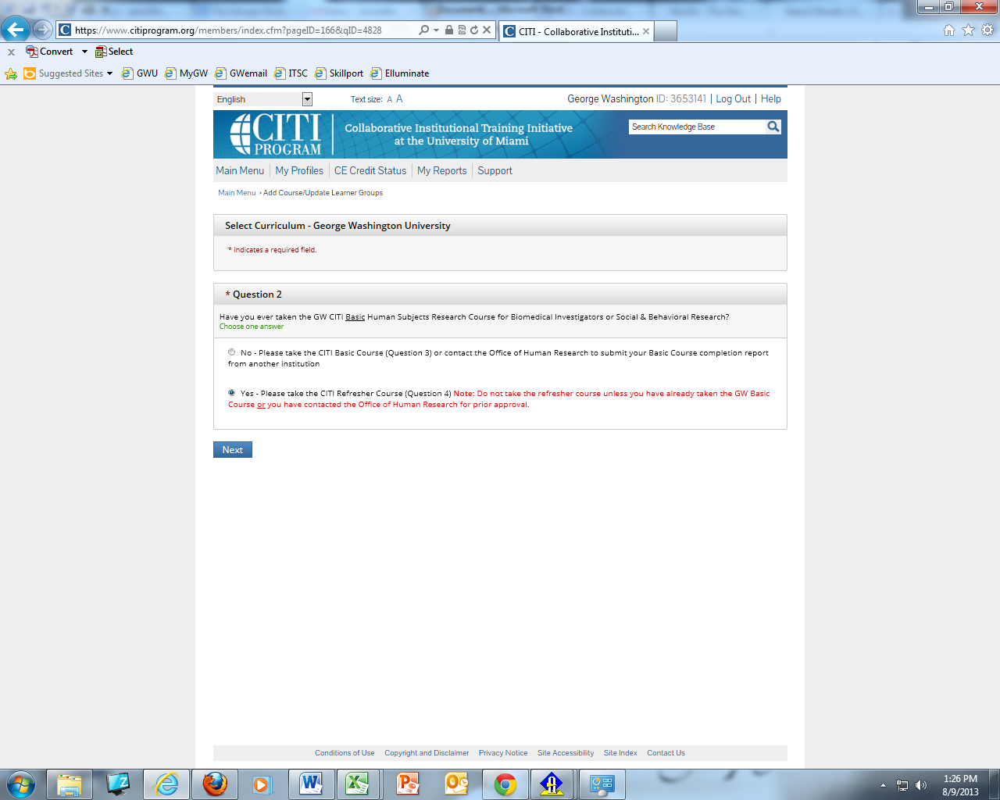 https://www.citiprogram.org/members/index.cfm?pageID=166&qID=4828
CITI - Collaborative Instituti...
x Convert Select
Suggested Sites GWU MyGW GWemail ITSC Skillport Elluminate
English Text size: A A George Washington ID: 3653141 | Log Out | Help
CITI PROGRAM
Collaborative Institutional Training Initiative
at the University of Miami
Search Knowledge Base
Main Menu My Profiles CE Credit Status My Reports Support
Main Menu › Add Course/Update Learner Groups
Select Curriculum - George Washington University
* indicates a required field.
* Question 2
Have you ever taken the GW CITI Basic Human Subjects Research Course for Biomedical Investigators or Social & Behavioral Research?
Choose one answer
No - Please take the CITI Basic Course (Question 3) or contact the Office of Human Research to submit your Basic Course completion report
from another institution
Yes - Please take the CITI Refresher Course (Question 4) Note: Do not take the refresher course unless you have already taken the GW Basic
Course or you have contacted the Office of Human Research for prior approval.
Next
Conditions of Use Copyright and Disclaimer Privacy Notice Site Accessibility Site Index Contact Us
1:26 PM
8/9/2013